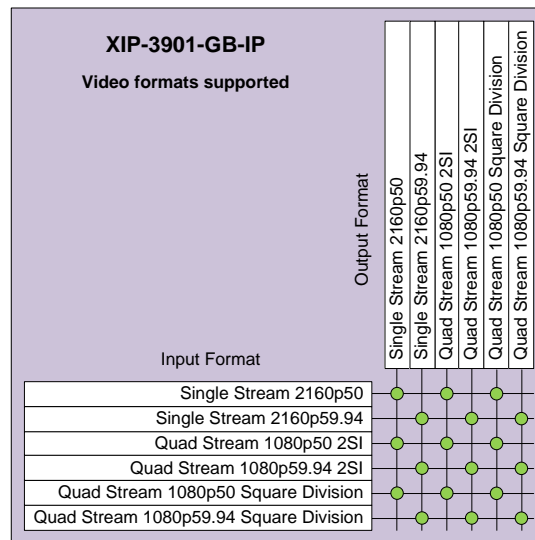 XIP-3901-GB-IP
Video formats supported
Output Format
Single Stream 2160p50
Single Stream 2160p59.94
Quad Stream 1080p50 2SI
Quad Stream 1080p59.94 2SI
Quad Stream 1080p50 Square Division
Quad Stream 1080p59.94 Square Division
Input Format
Single Stream 2160p50
Single Stream 2160p59.94
Quad Stream 1080p50 2SI
Quad Stream 1080p59.94 2SI
Quad Stream 1080p50 Square Division
Quad Stream 1080p59.94 Square Division